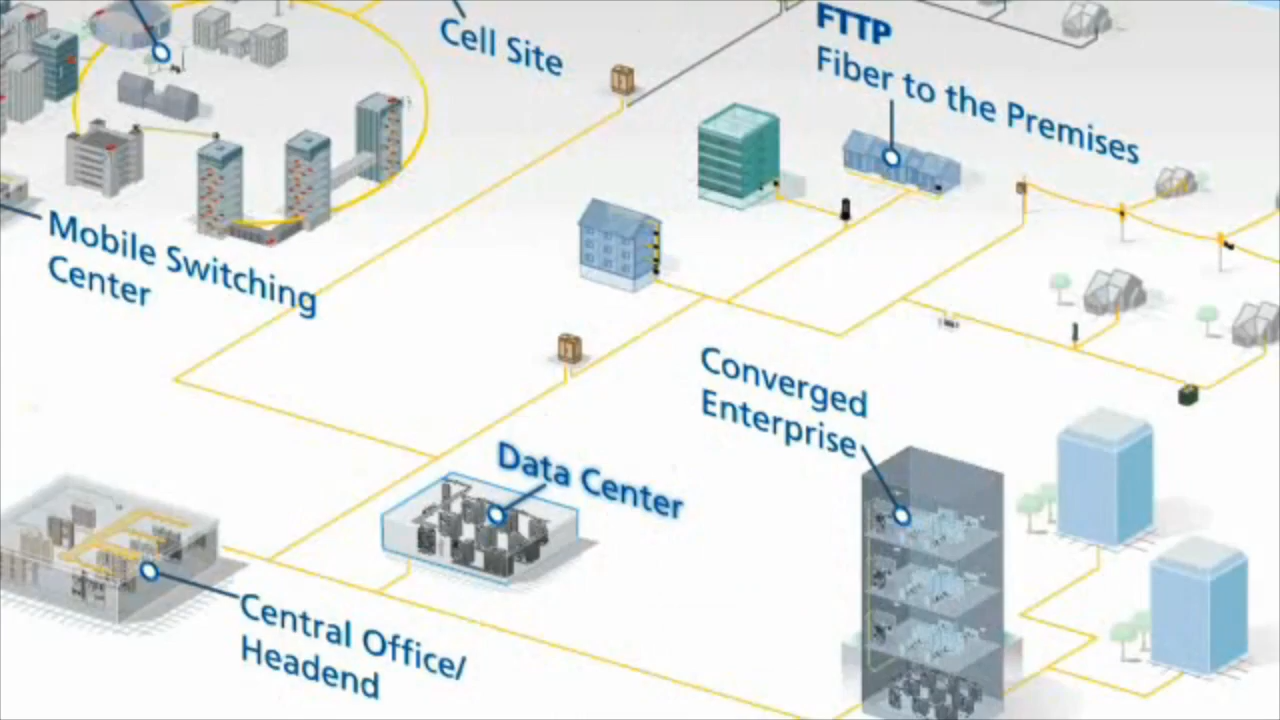 FTTP
Fiber to the Premises
Cell Site
Mobile Switching
Center
Converged
Enterprise
Data Center
Central Office/
Headend